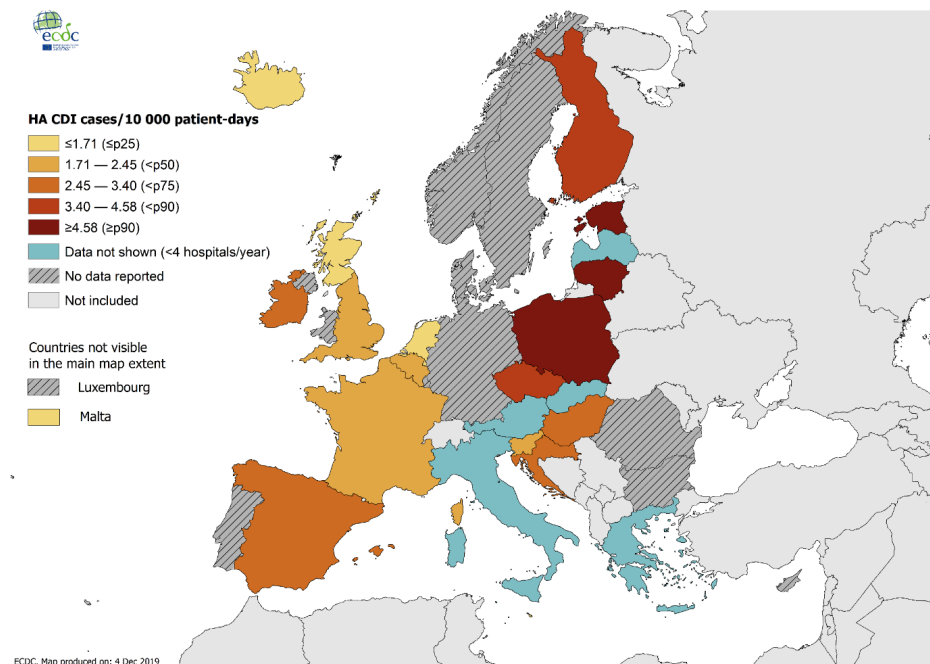 ecdc
HA CDI cases/10 000 patient-days
≤1.71 (≤p25)
1.71 — 2.45 (<p50)
2.45 — 3.40 (<p75)
3.40 — 4.58 (<p90)
≥4.58 (≥p90)
Data not shown (<4 hospitals/year)
No data reported
Not included
Countries not visible
in the main map extent
Luxembourg
Malta
ECDC. Map produced on: 4 Dec 2019